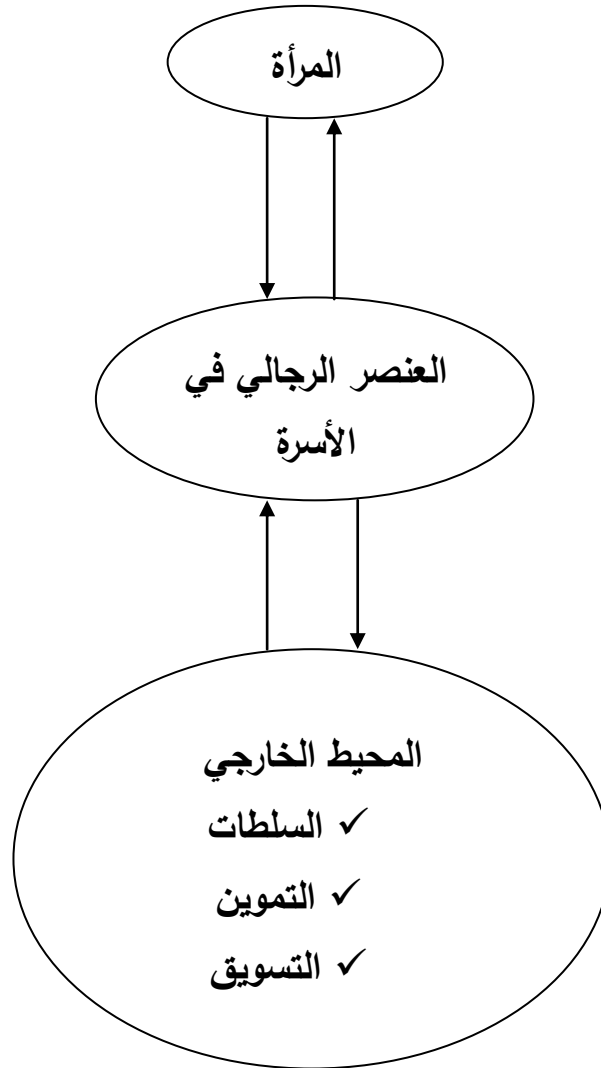 المرأة
العنصر الرجالي في
الأسرة
المحيط الخارجي
✓ السلطات
✓ التموين
✓ التسويق